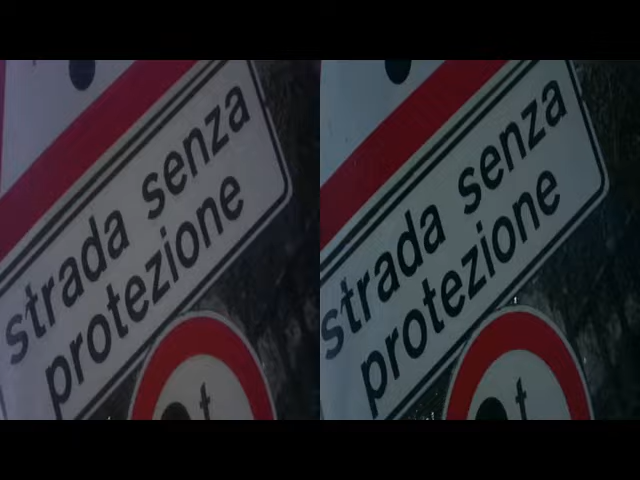 strada senza
protezione
t
strada senza
protezione
t